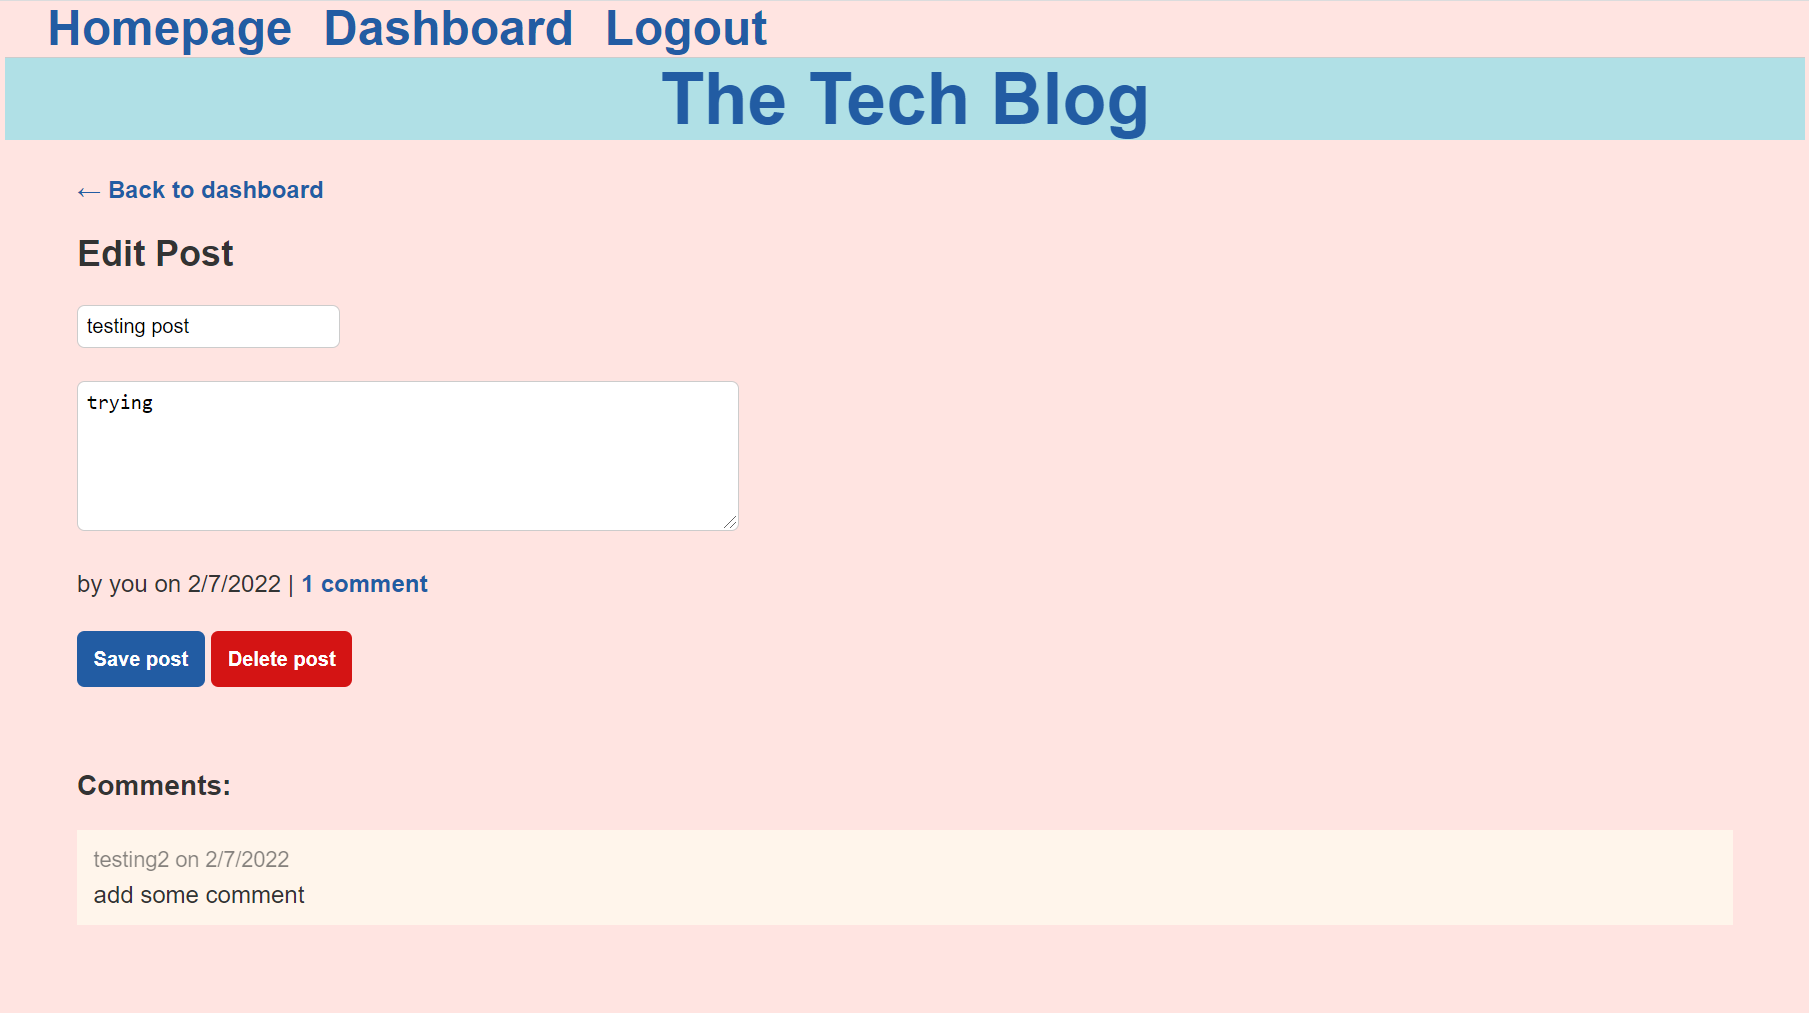 Homepage Dashboard Logout
The Tech Blog
← Back to dashboard
Edit Post
testing post
trying
by you on 2/7/2022 | 1 comment
Save post Delete post
Comments:
testing2 on 2/7/2022
add some comment